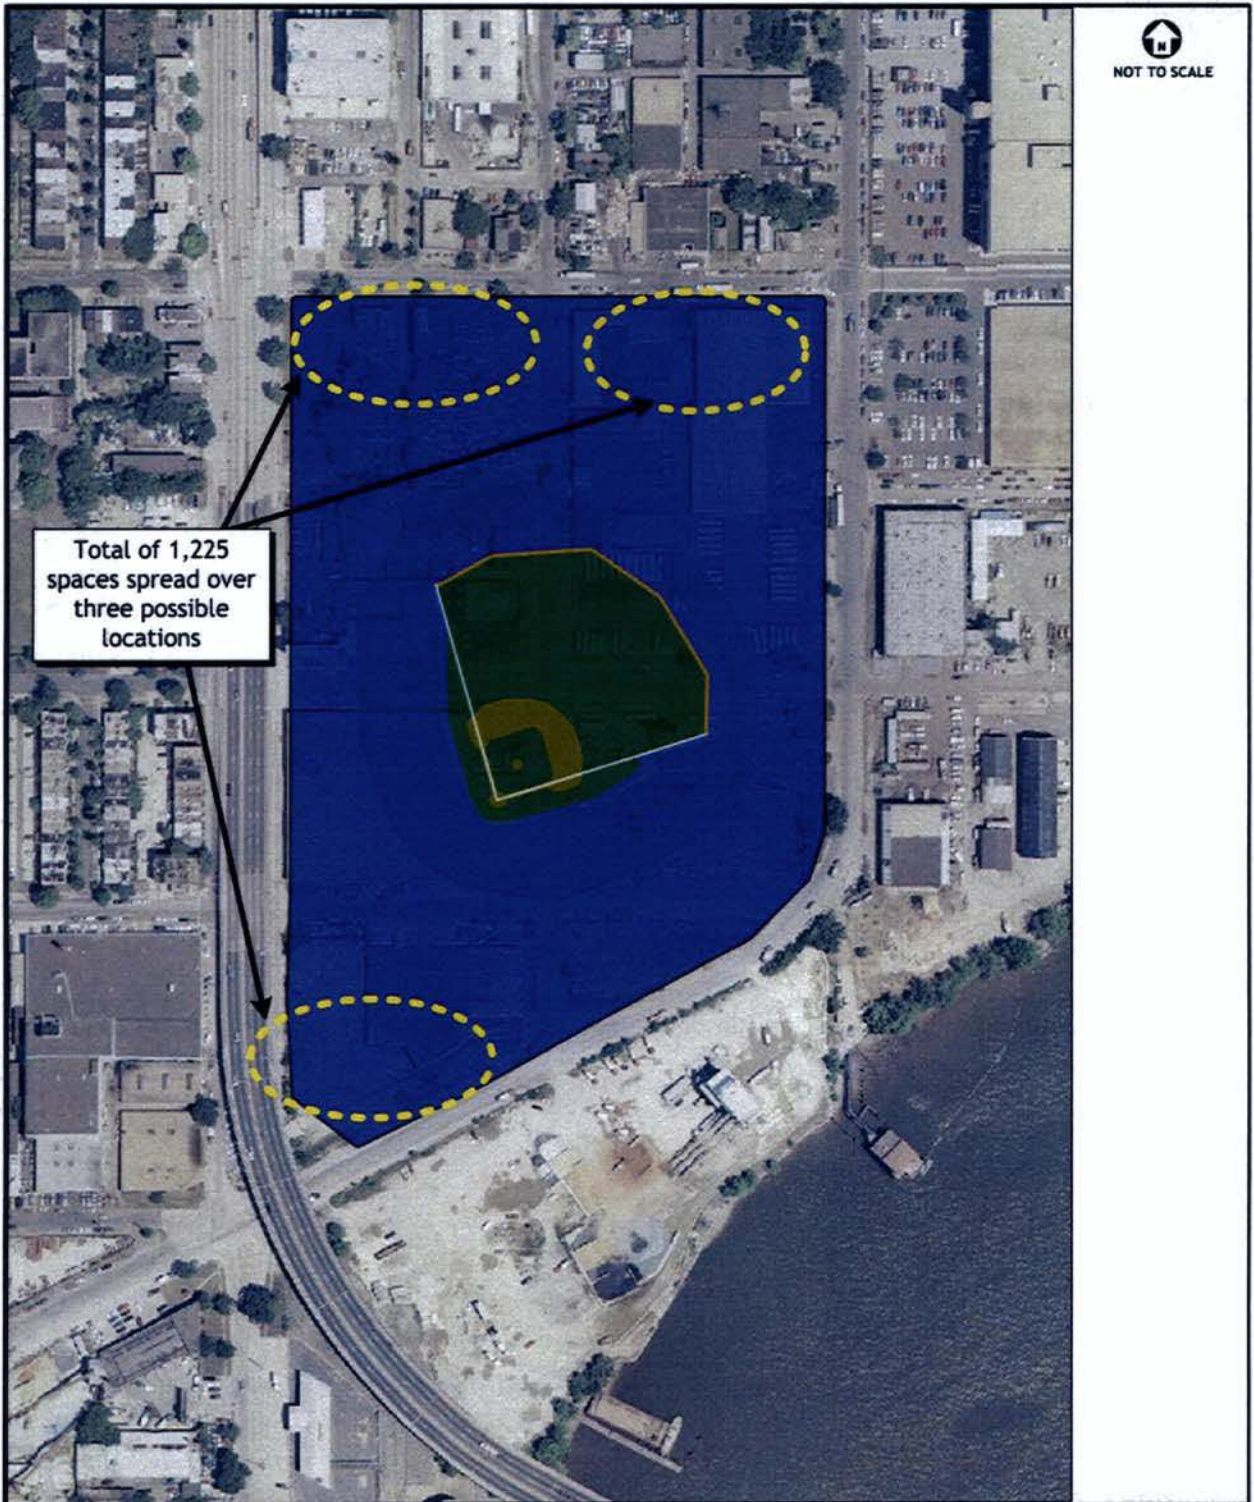 N
NOT TO SCALE
Total of 1,225
spaces spread over
three possible
locations